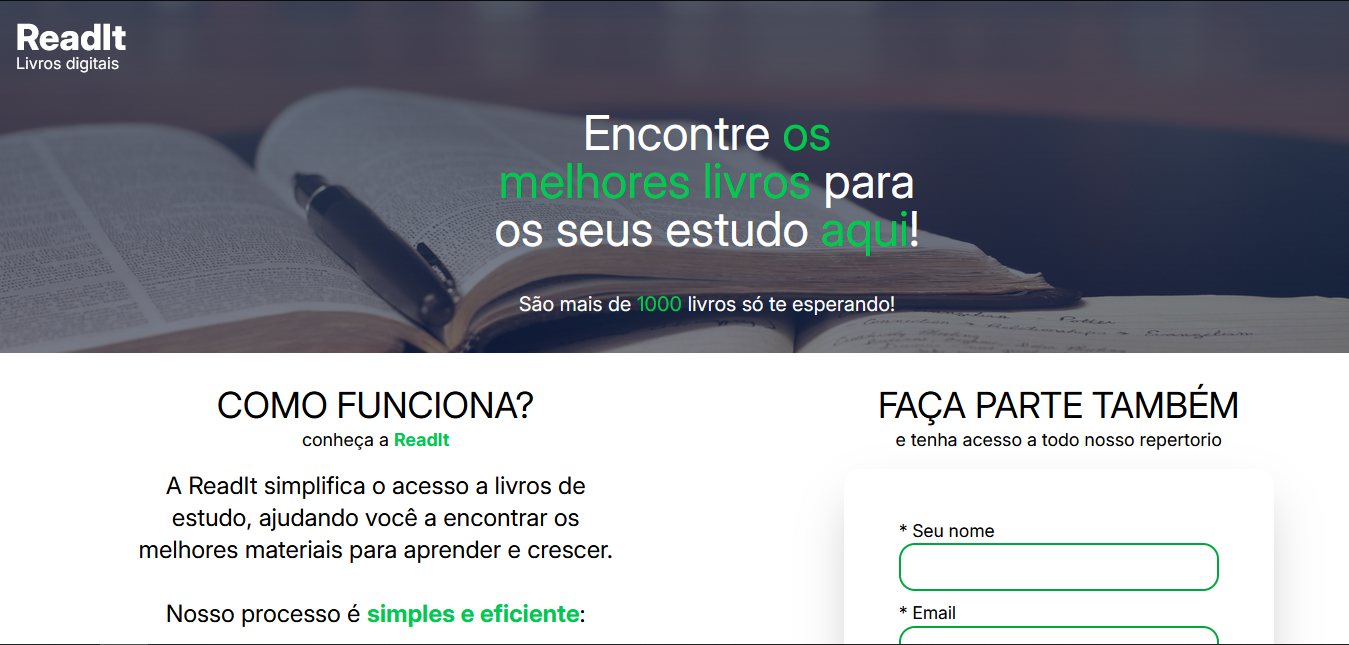 ReadIt
Livros digitais
Encontre os
melhores livros para
os seus estudo aqui!
São mais de 1000 livros só te esperando!
COMO FUNCIONA?
conheça a ReadIt
A ReadIt simplifica o acesso a livros de
estudo, ajudando você a encontrar os
melhores materiais para aprender e crescer.
Nosso processo é simples e eficiente:
FAÇA PARTE TAMBÉM
e tenha acesso a todo nosso repertorio
* Seu nome
* Email